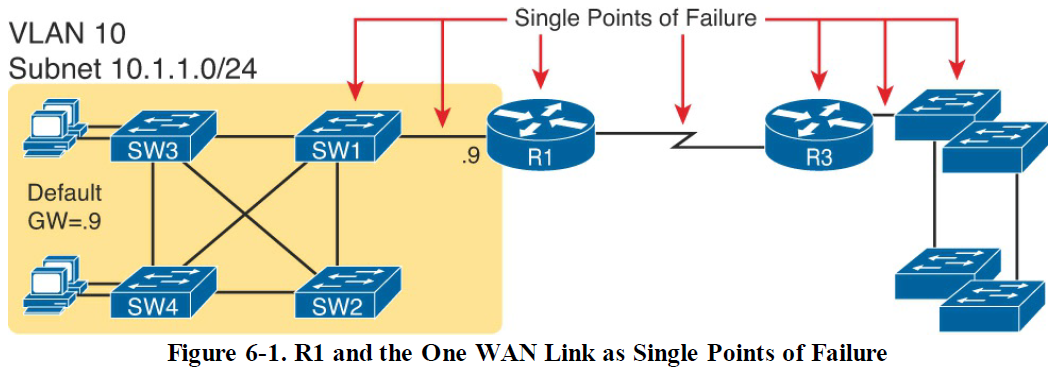 Single Points of Failure
VLAN 10
Subnet 10.1.1.0/24
SW3
SW1
.9
R1
R3
Default
GW=.9
SW4
SW2
Figure 6-1. R1 and the One WAN Link as Single Points of Failure